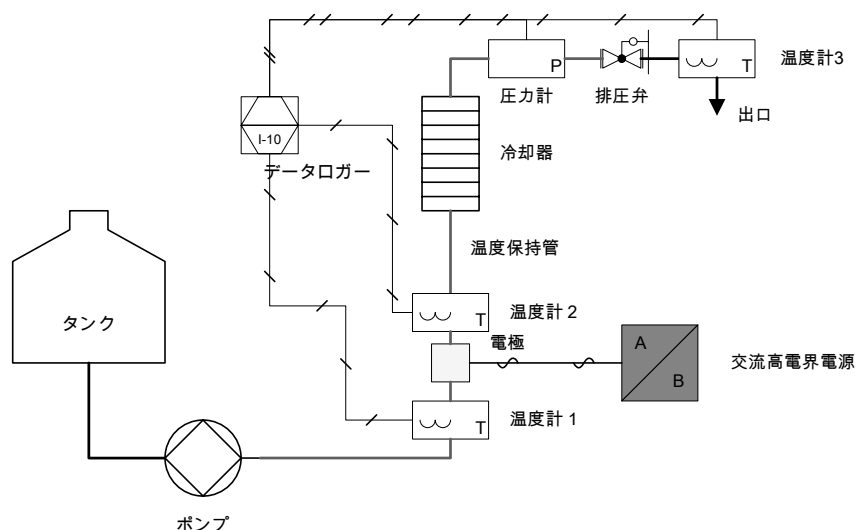 P
T
温度計3
圧力計
排圧弁
出口
I-10
データロガー
冷却器
温度保持管
タンク
T
温度計 2
電極
A
B
交流高電界電源
T
温度計 1
ポンプ